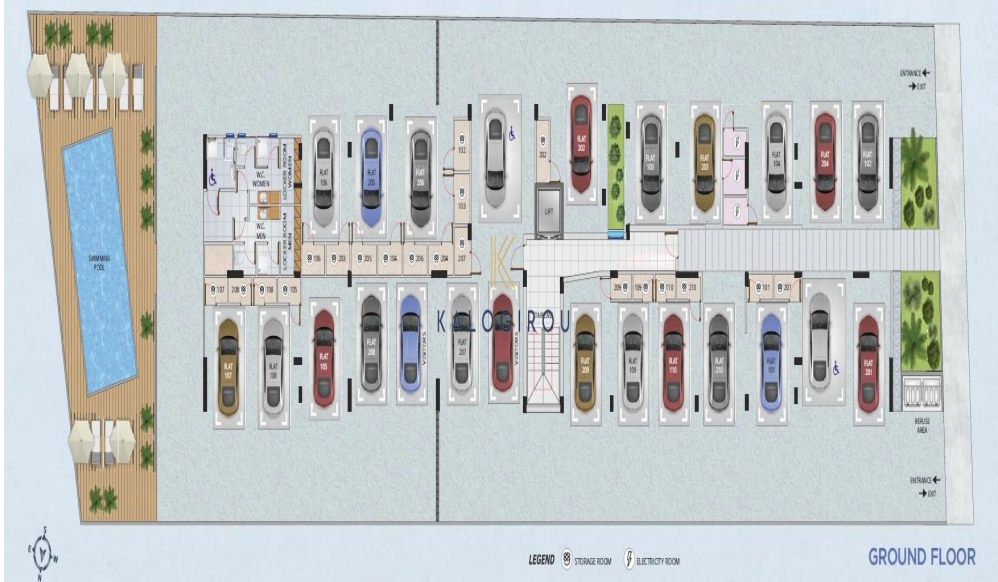 ENTRANCE
EXIT
102
202
103
207
FLAT 106
FLAT 205
FLAT 206
FLAT 202
FLAT 103
FLAT 203
FLAT 104
FLAT 204
FLAT 102
W.C. WOMEN
LOCKER ROOM WOMEN
W.C. MEN
LOCKER ROOM MEN
LIFT
SWIMMING POOL
106
203
205
104
206
204
107
208
108
105
209
109
110
210
101
201
K
KALOGIROU
FLAT 107
FLAT 108
FLAT 105
FLAT 208
VISITORS
FLAT 207
VISITORS
FLAT 209
FLAT 109
FLAT 110
FLAT 210
FLAT 101
FLAT 201
REFUSE AREA
ENTRANCE
EXIT
S
E
W
N
LEGEND
STORAGE ROOM
ELECTRICITY ROOM
GROUND FLOOR